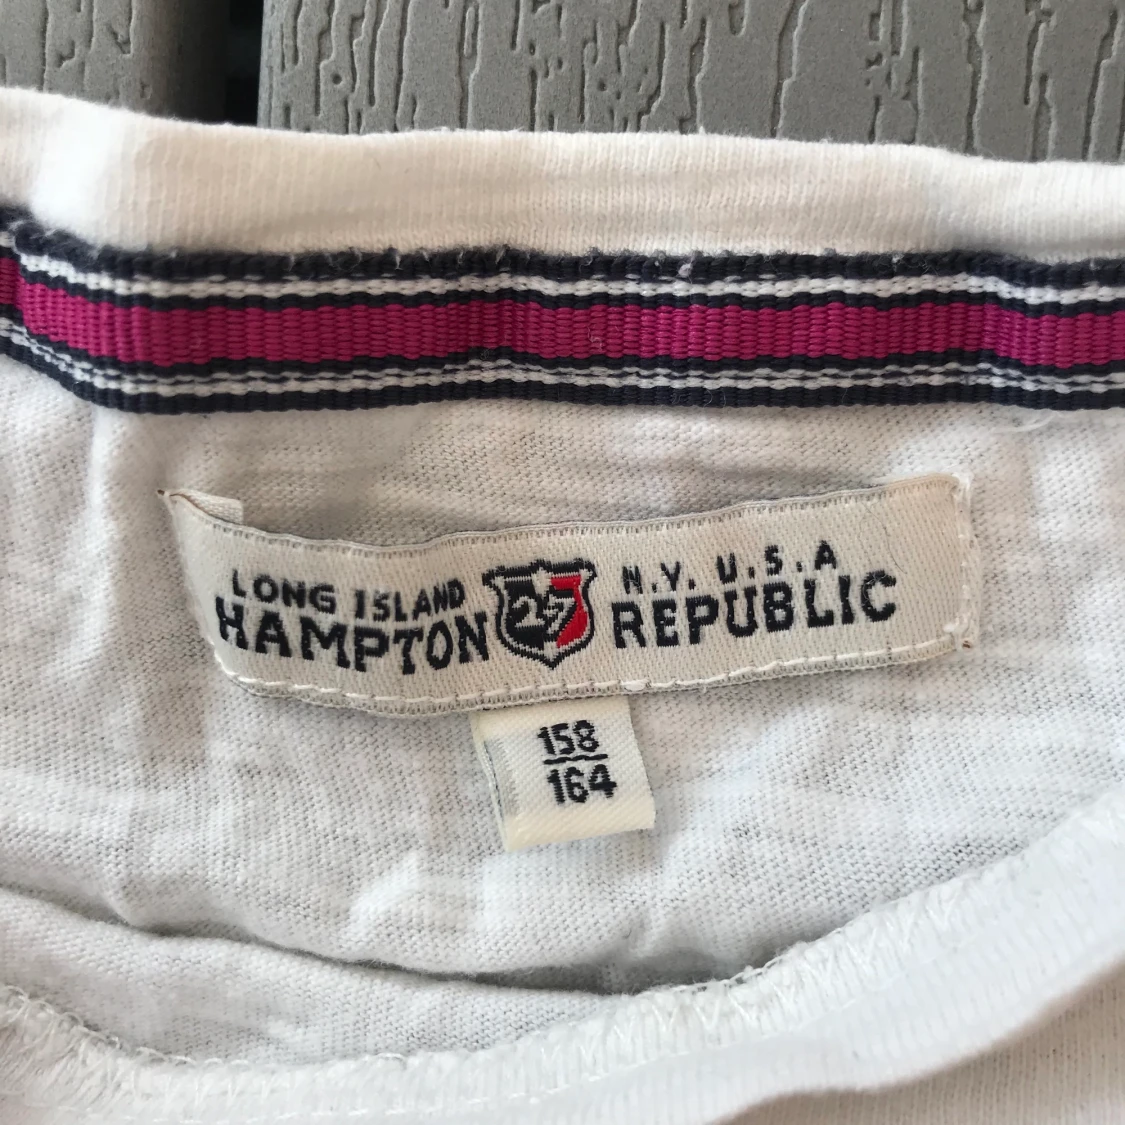 LONG ISLAND N.Y. U.S.A
HAMPTON 27 REPUBLIC
158
164